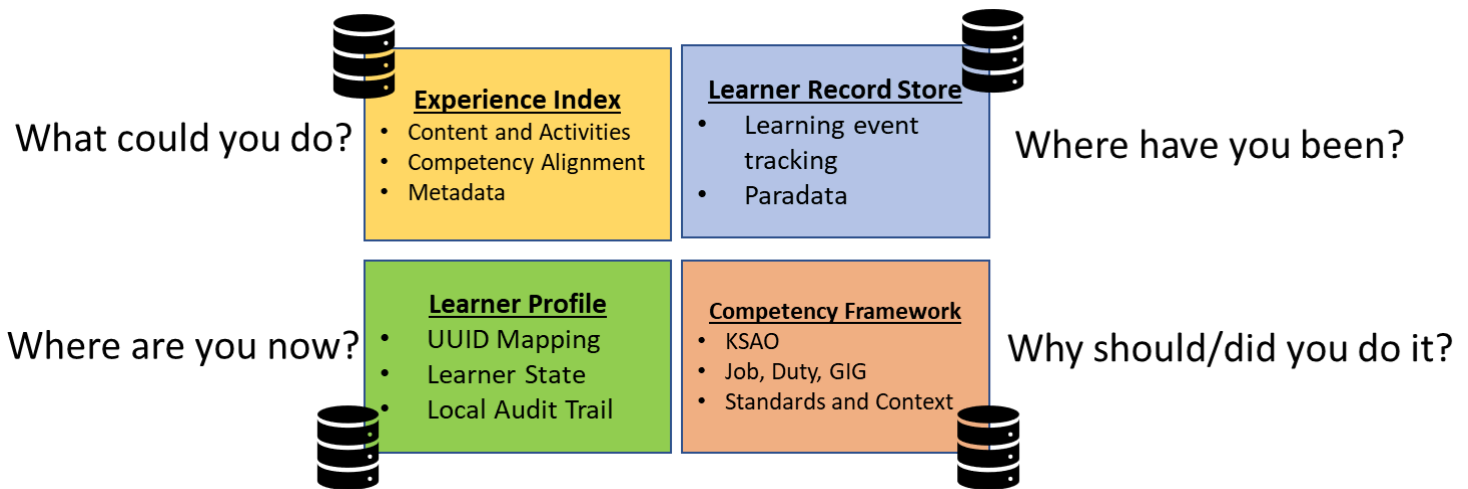 What could you do?
Experience Index
• Content and Activities
• Competency Alignment
• Metadata
Learner Record Store
• Learning event
tracking
• Paradata
Where have you been?
Where are you now?
Learner Profile
• UUID Mapping
• Learner State
• Local Audit Trail
Competency Framework
• KSAO
• Job, Duty, GIG
• Standards and Context
Why should/did you do it?